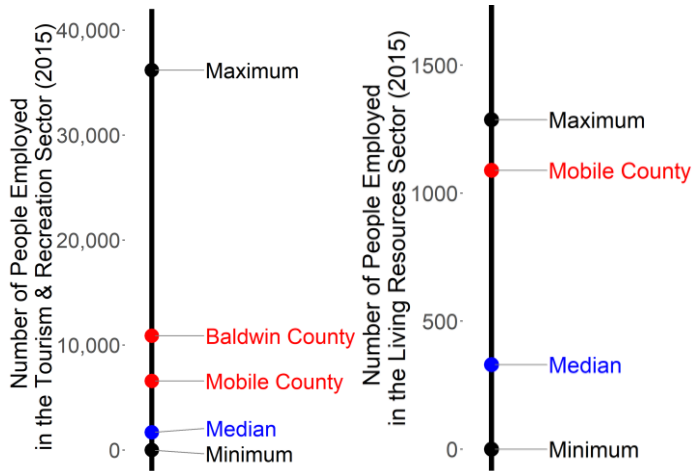 Number of People Employed
in the Tourism & Recreation Sector (2015)
40,000
30,000
20,000
10,000
0
Maximum
Baldwin County
Mobile County
Median
Minimum
Number of People Employed
in the Living Resources Sector (2015)
1500
1000
500
0
Maximum
Mobile County
Median
Minimum